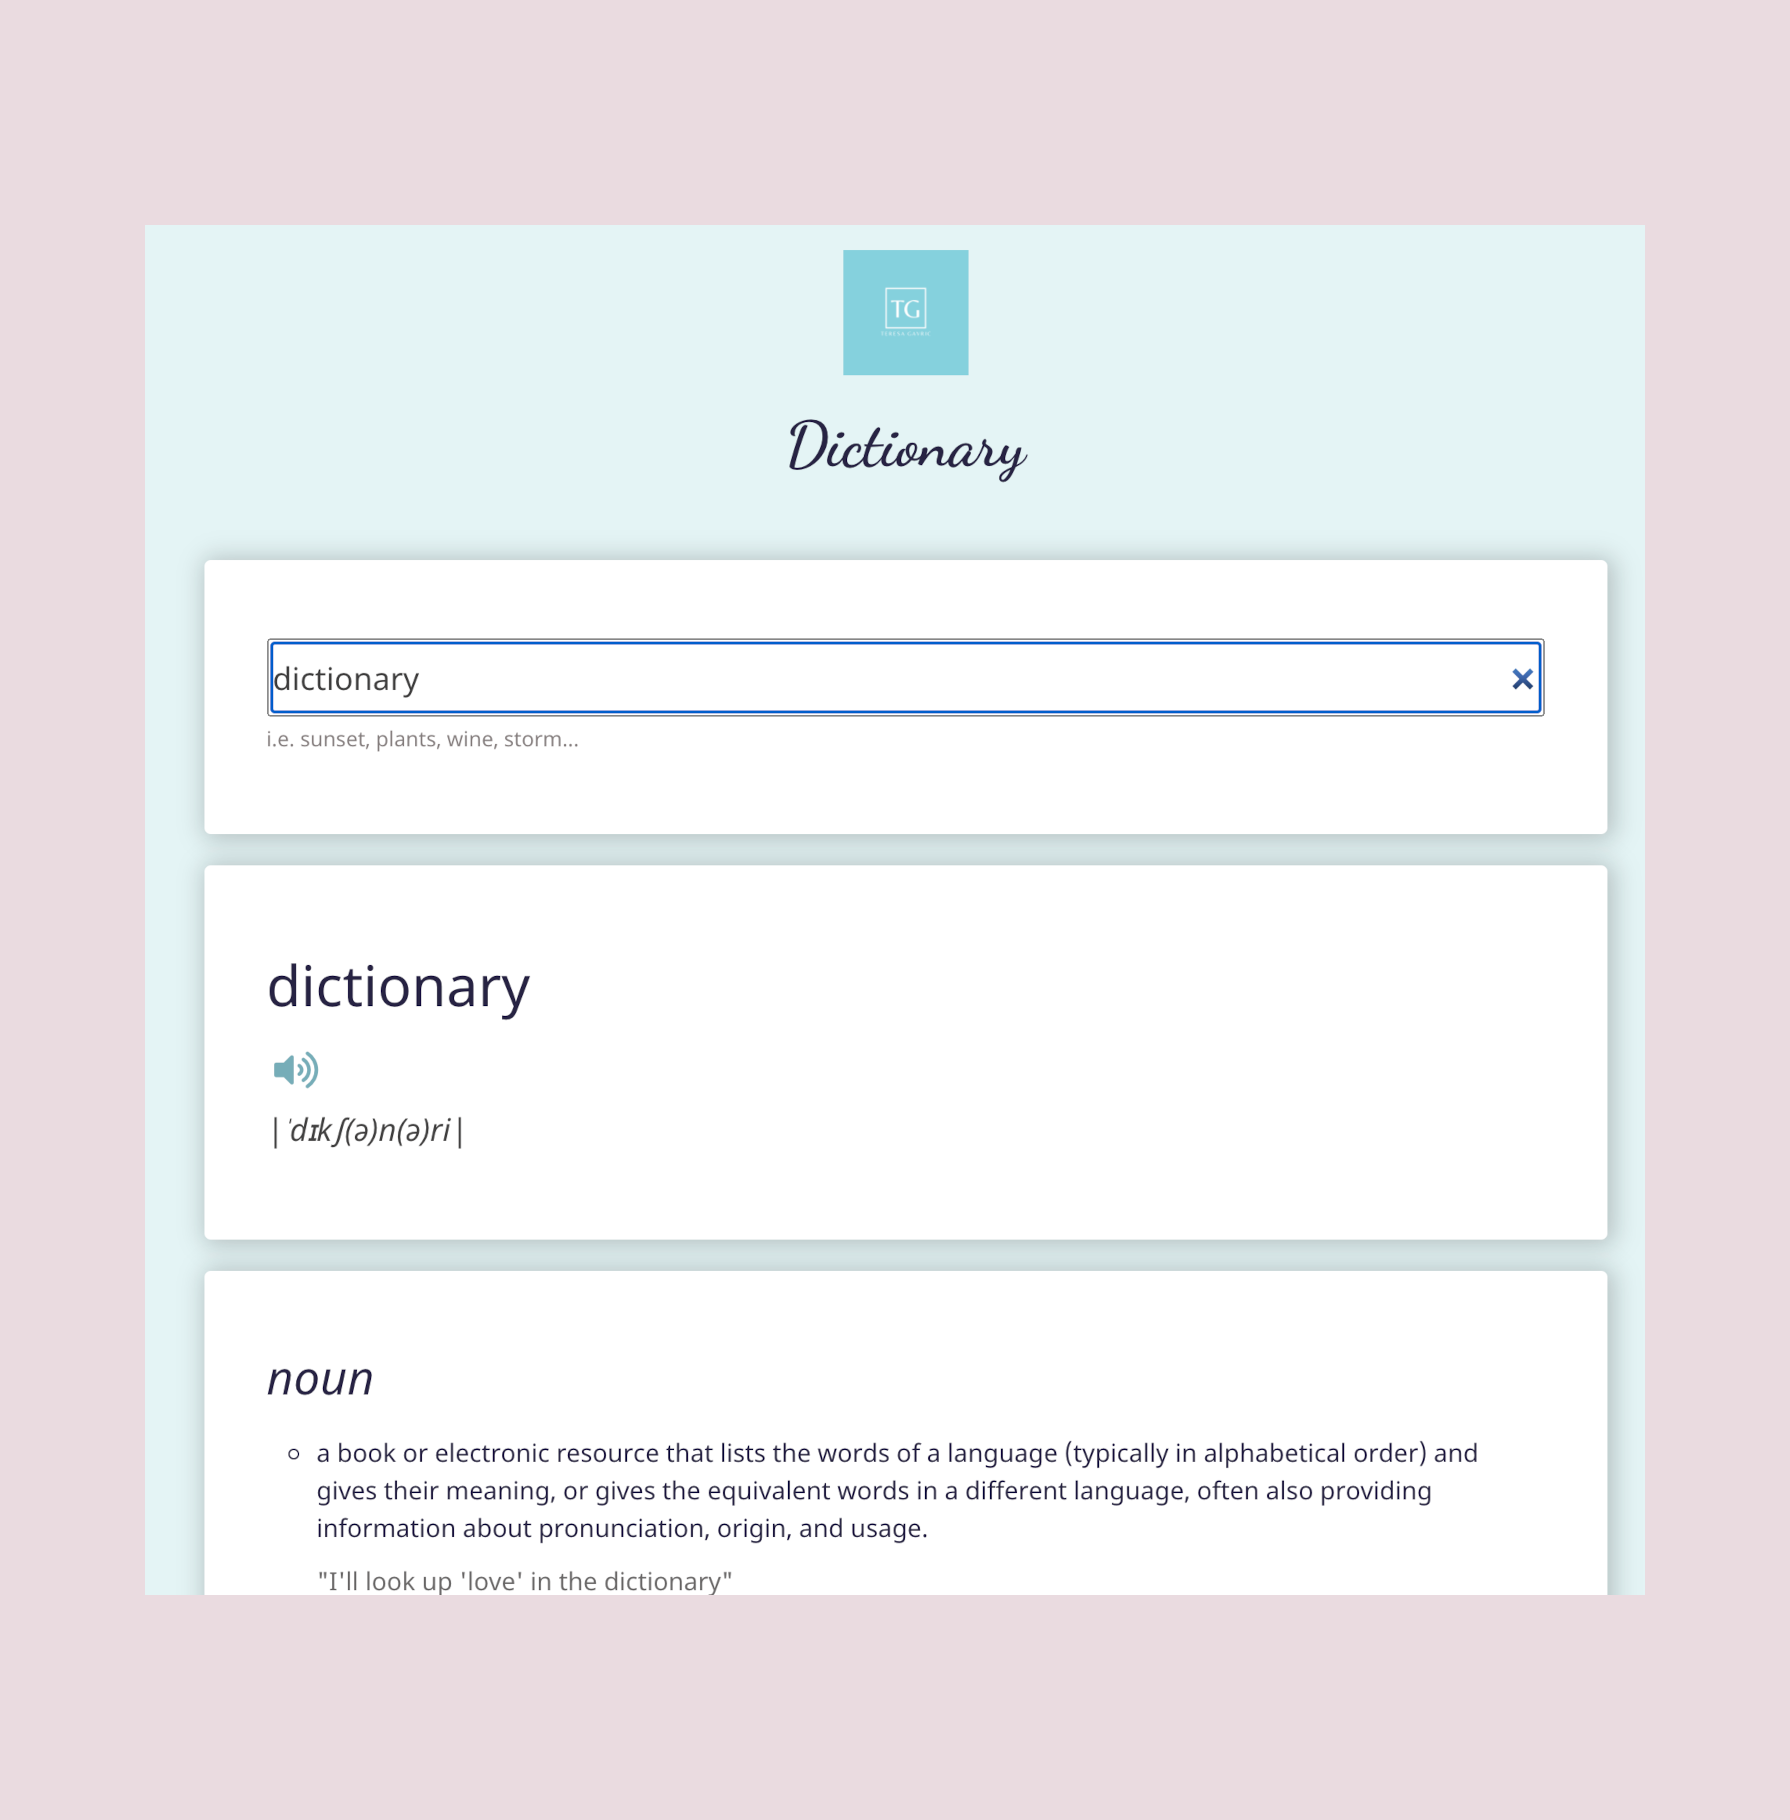 TG
Dictionary
dictionary
i.e. sunset, plants, wine, storm...
dictionary
|ˈdɪkʃ(ə)n(ə)ri|
noun
a book or electronic resource that lists the words of a language (typically in alphabetical order) and
gives their meaning, or gives the equivalent words in a different language, often also providing
information about pronunciation, origin, and usage.
"I'll look up 'love' in the dictionary"